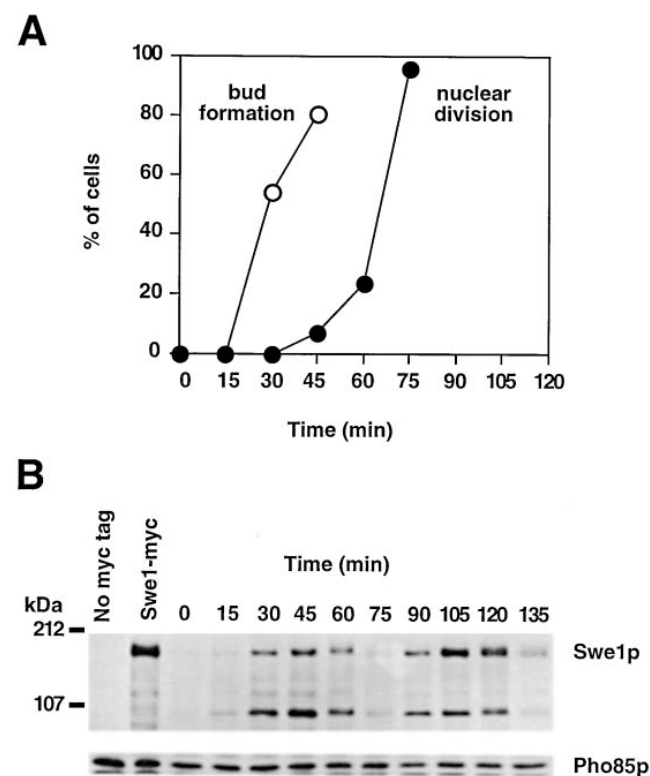 A
100
80
60
40
20
0
% of cells
bud
formation
nuclear
division
0 15 30 45 60 75 90 105 120
Time (min)
B
No myc tag
Swe1-myc
Time (min)
0 15 30 45 60 75 90 105 120 135
kDa
212
107
Swe1p
Pho85p